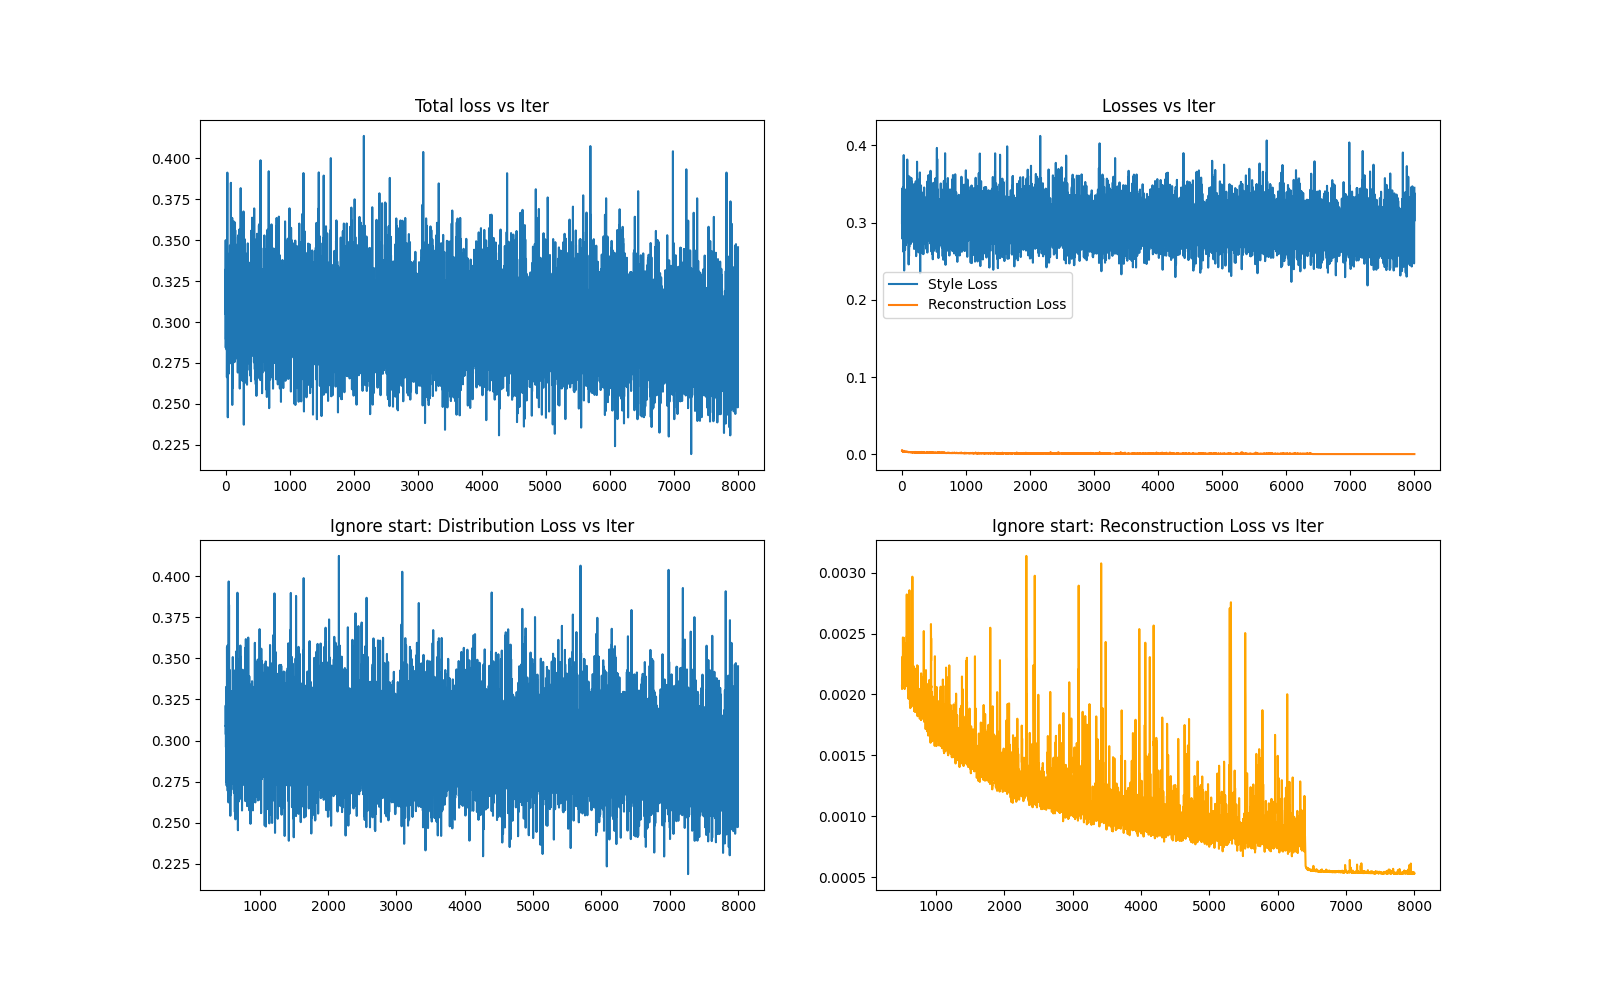 Total loss vs Iter
0.400
0.375
0.350
0.325
0.300
0.275
0.250
0.225
0 1000 2000 3000 4000 5000 6000 7000 8000
Losses vs Iter
0.4
0.3
0.2
0.1
0.0
Style Loss
Reconstruction Loss
0 1000 2000 3000 4000 5000 6000 7000 8000
Ignore start: Distribution Loss vs Iter
0.400
0.375
0.350
0.325
0.300
0.275
0.250
0.225
1000 2000 3000 4000 5000 6000 7000 8000
Ignore start: Reconstruction Loss vs Iter
0.0030
0.0025
0.0020
0.0015
0.0010
0.0005
1000 2000 3000 4000 5000 6000 7000 8000